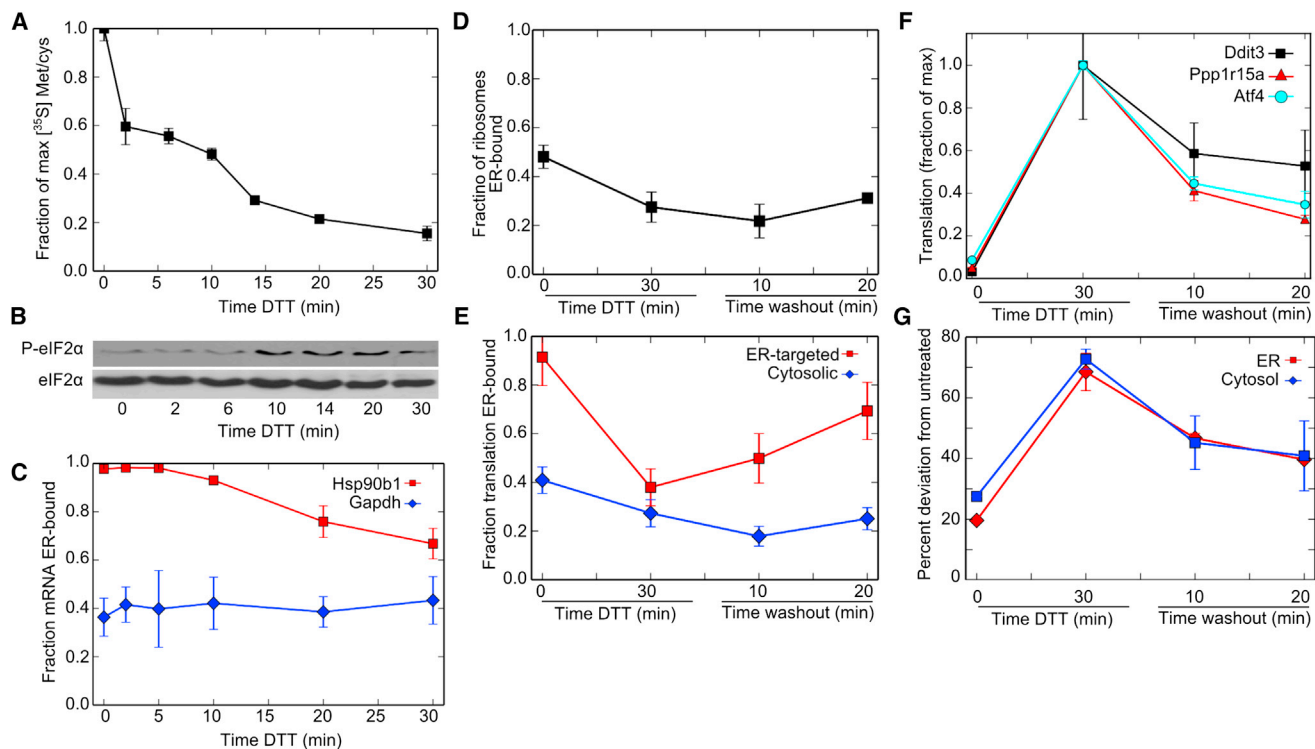 A
Fraction of max [³⁵S] Met/cys
1.0
0.8
0.6
0.4
0.2
0.0
0 5 10 15 20 25 30
Time DTT (min)
B
P-eIF2α
eIF2α
0 2 6 10 14 20 30
Time DTT (min)
C
Fraction mRNA ER-bound
1.0
0.8
0.6
0.4
0.2
0.0
Hsp90b1
Gapdh
0 5 10 20 30
Time DTT (min)
D
Fractino of ribosomes
ER-bound
1.0
0.8
0.6
0.4
0.2
0.0
0 30 10 20
Time DTT (min) Time washout (min)
E
Fraction translation ER-bound
1.0
0.8
0.6
0.4
0.2
0.0
ER-targeted
Cytosolic
0 30 10 20
Time DTT (min) Time washout (min)
F
Translation (fraction of max)
1.0
0.8
0.6
0.4
0.2
0.0
Ddit3
Ppp1r15a
Atf4
0 30 10 20
Time DTT (min) Time washout (min)
G
Percent deviation from untreated
80
60
40
20
0
ER
Cytosol
0 30 10 20
Time DTT (min) Time washout (min)